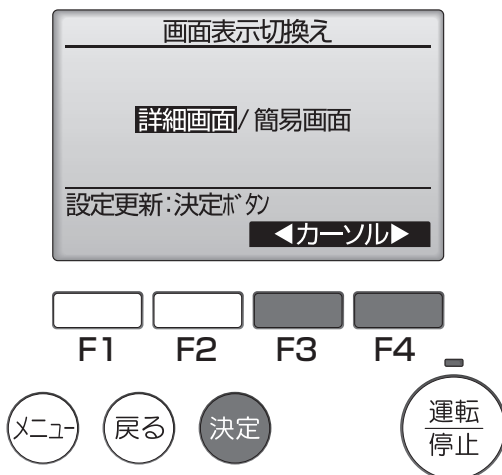 画面表示切換え
詳細画面/簡易画面
設定更新:決定ボタン
◀カーソル▶
F1 F2 F3 F4
メニュー 戻る 決定 運転
停止